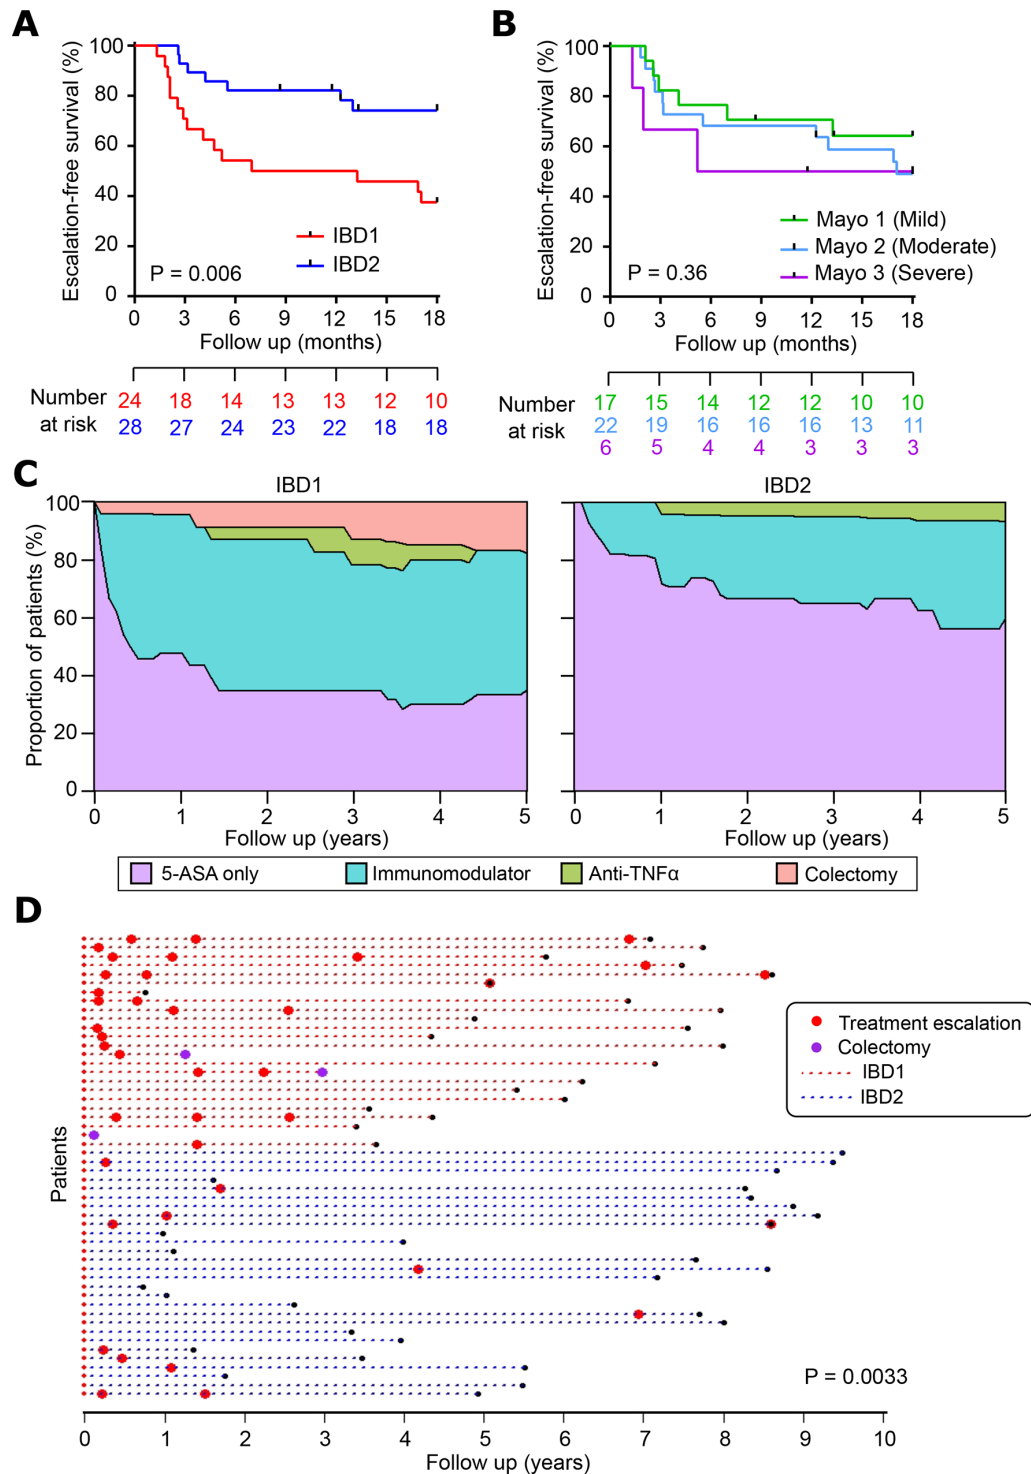 A
Escalation-free survival (%)
100
80
60
40
20
0
IBD1
IBD2
P = 0.006
0 3 6 9 12 15 18
Follow up (months)
Number at risk
24 18 14 13 13 12 10
28 27 24 23 22 18 18
B
Escalation-free survival (%)
100
80
60
40
20
0
Mayo 1 (Mild)
Mayo 2 (Moderate)
Mayo 3 (Severe)
P = 0.36
0 3 6 9 12 15 18
Follow up (months)
Number at risk
17 15 14 12 12 10 10
22 19 16 16 16 13 11
6 5 4 4 3 3 3
C
IBD1
IBD2
Proportion of patients (%)
100
80
60
40
20
0
0 1 2 3 4 5
Follow up (years)
0 1 2 3 4 5
Follow up (years)
5-ASA only
Immunomodulator
Anti-TNFα
Colectomy
D
Patients
Treatment escalation
Colectomy
IBD1
IBD2
P = 0.0033
0 1 2 3 4 5 6 7 8 9 10
Follow up (years)